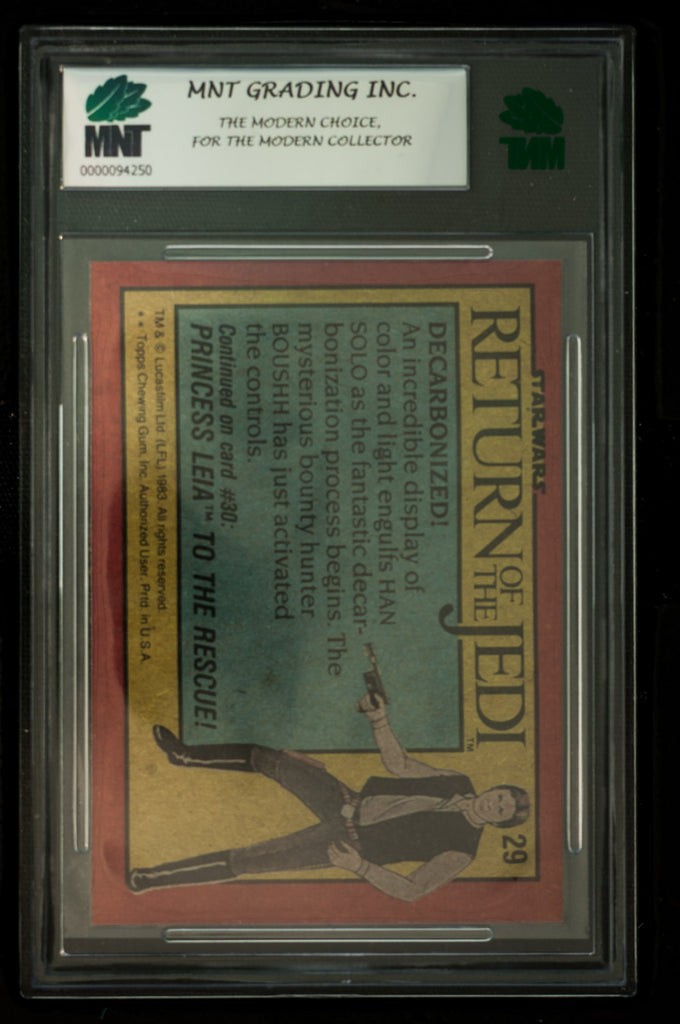 MNT GRADING INC.
THE MODERN CHOICE,
FOR THE MODERN COLLECTOR
MNT
0000094250
MNT
STAR WARS
RETURN OF THE JEDI™
29
DECARBONIZED!
An incredible display of
color and light engulfs HAN
SOLO as the fantastic decar-
bonization process begins. The
mysterious bounty hunter
BOUSHH has just activated
the controls.
Continued on card #30:
PRINCESS LEIA™ TO THE RESCUE!
TM & © Lucasfilm Ltd. (LFL) 1983. All rights reserved.
** Topps Chewing Gum, Inc. Authorized User. Prtd. in U.S.A.